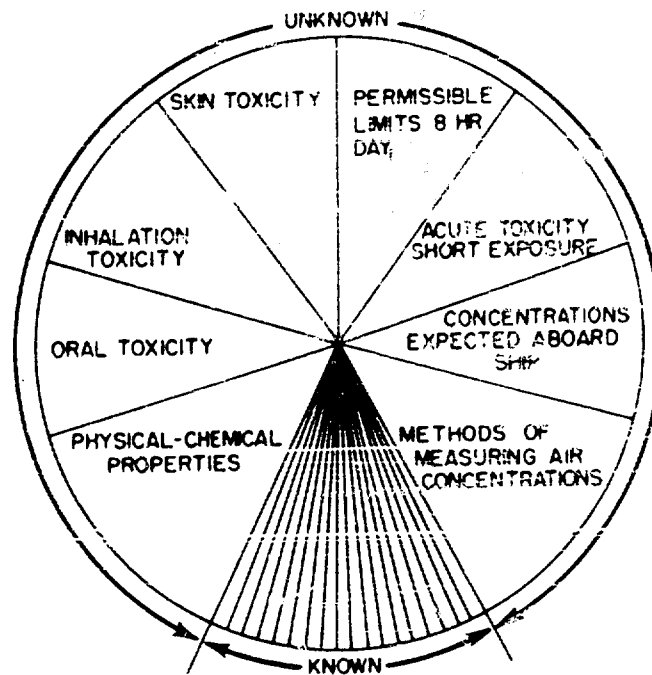 UNKNOWN
SKIN TOXICITY
PERMISSIBLE
LIMITS 8 HR
DAY
INHALATION
TOXICITY
ACUTE TOXICITY
SHORT EXPOSURE
ORAL TOXICITY
CONCENTRATIONS
EXPECTED ABOARD
SHIP
PHYSICAL-CHEMICAL
PROPERTIES
METHODS OF
MEASURING AIR
CONCENTRATIONS
KNOWN